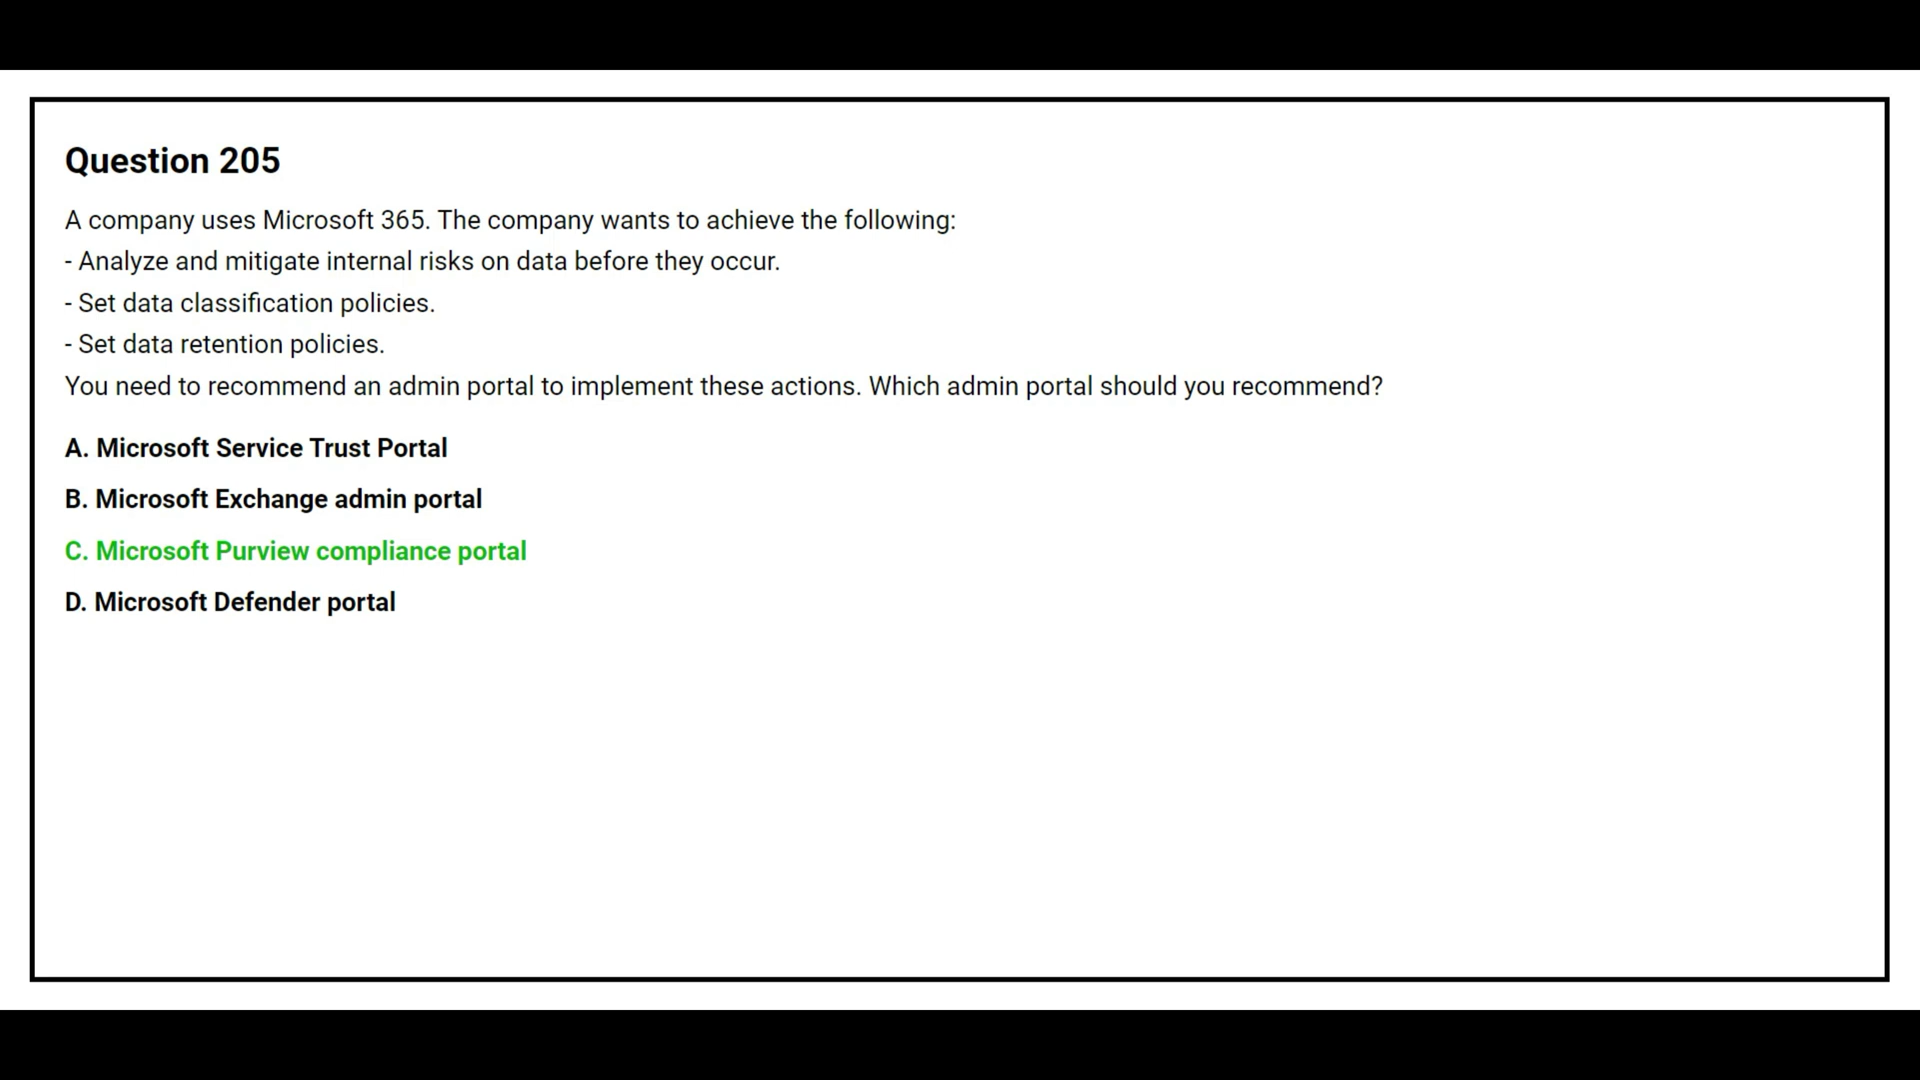 Question 205
A company uses Microsoft 365. The company wants to achieve the following:
- Analyze and mitigate internal risks on data before they occur.
- Set data classification policies.
- Set data retention policies.
You need to recommend an admin portal to implement these actions. Which admin portal should you recommend?
A. Microsoft Service Trust Portal
B. Microsoft Exchange admin portal
C. Microsoft Purview compliance portal
D. Microsoft Defender portal